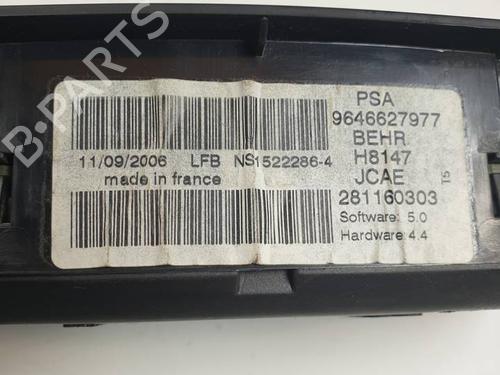 B-PARTS
PSA
9646627977
BEHR
H8147
JCAE
281160303
T5
Software: 5.0
Hardware: 4.4
11/09/2006 LFB NS1522286-4
made in france